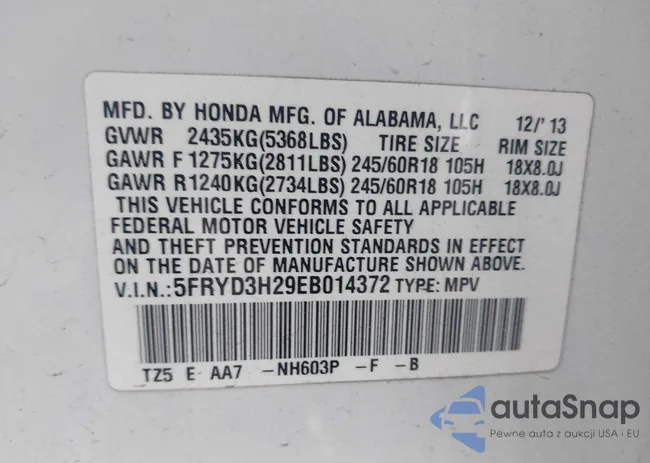 MFD. BY HONDA MFG. OF ALABAMA, LLC 12/'13
GVWR 2435KG(5368LBS) TIRE SIZE RIM SIZE
GAWR F 1275KG(2811LBS) 245/60R18 105H 18X8.0J
GAWR R 1240KG(2734LBS) 245/60R18 105H 18X8.0J
THIS VEHICLE CONFORMS TO ALL APPLICABLE
FEDERAL MOTOR VEHICLE SAFETY
AND THEFT PREVENTION STANDARDS IN EFFECT
ON THE DATE OF MANUFACTURE SHOWN ABOVE.
V.I.N.: 5FRYD3H29EB014372 TYPE: MPV
TZ5 E AA7 -NH603P -F -B
autaSnap
Pewne auta z aukcji USA i EU